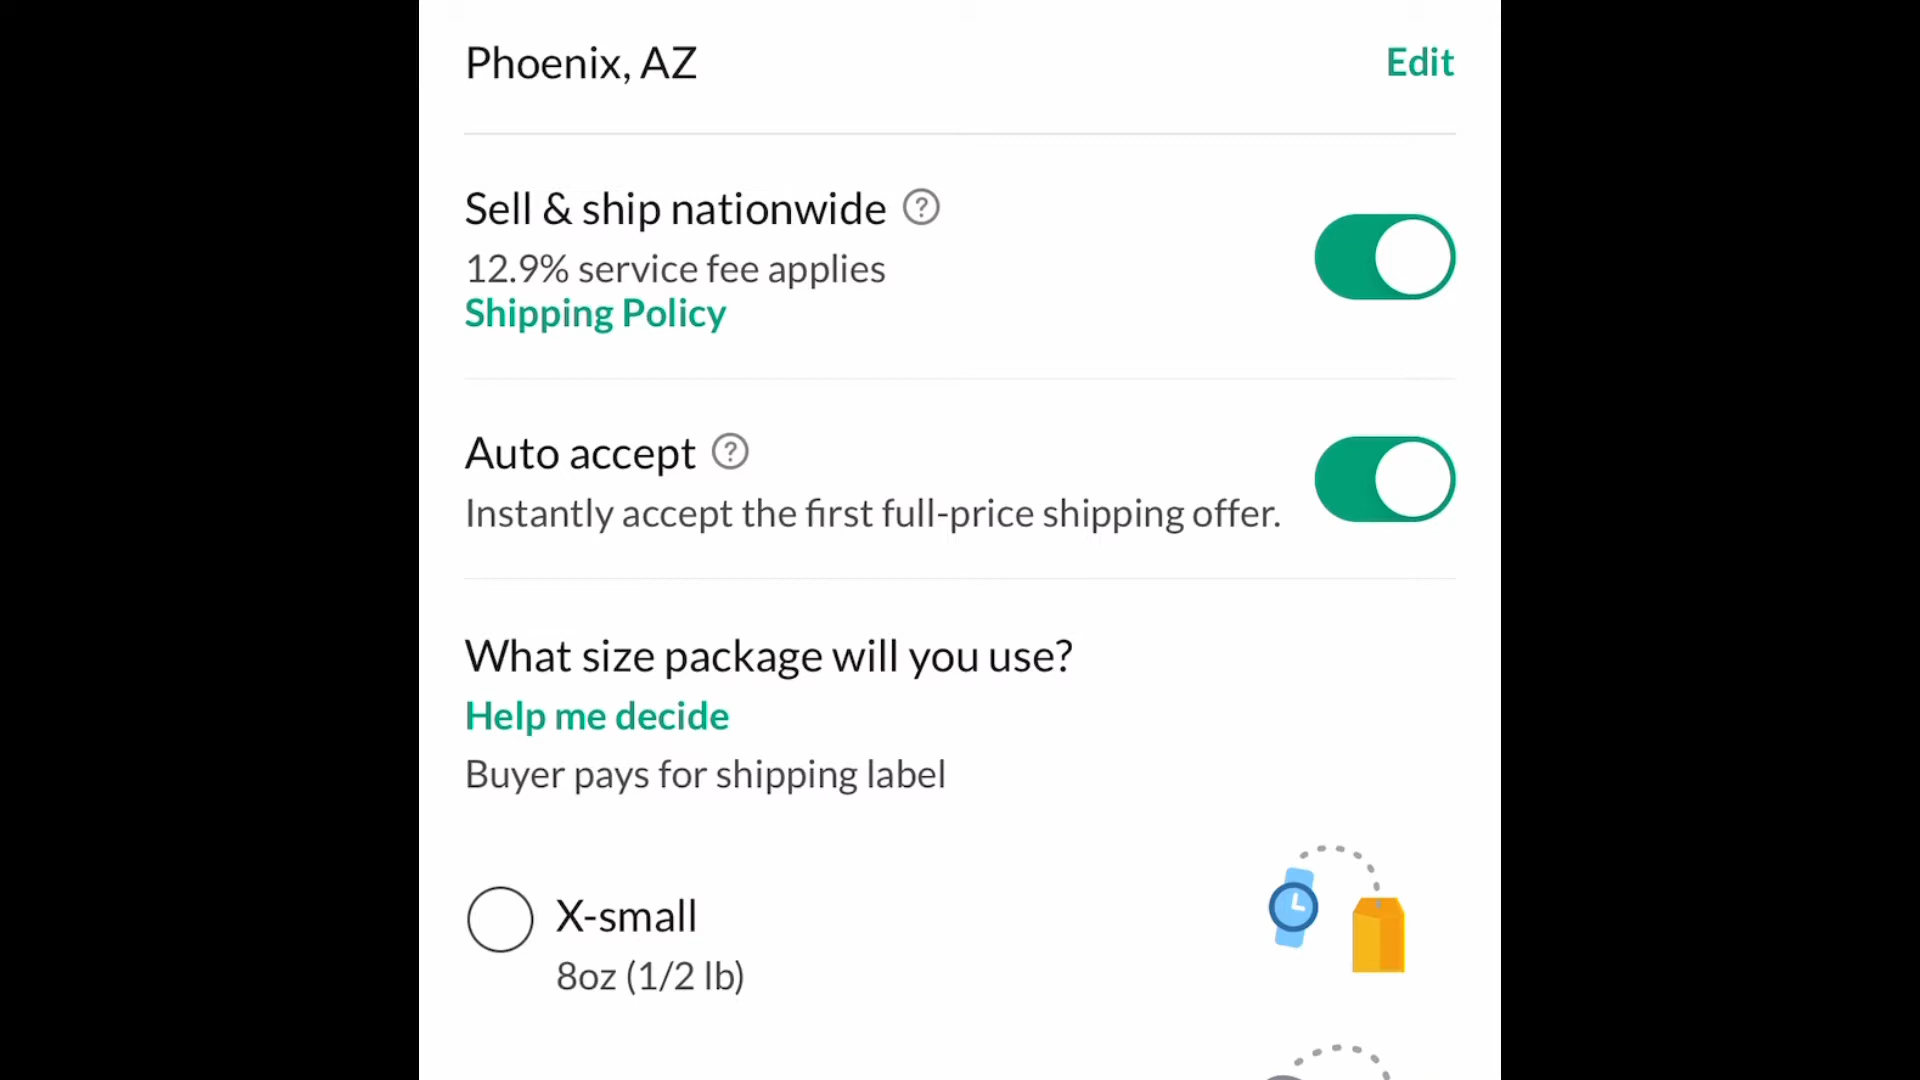 Phoenix, AZ
Edit
Sell & ship nationwide ?
12.9% service fee applies
Shipping Policy
Auto accept ?
Instantly accept the first full-price shipping offer.
What size package will you use?
Help me decide
Buyer pays for shipping label
X-small
8oz (1/2 lb)